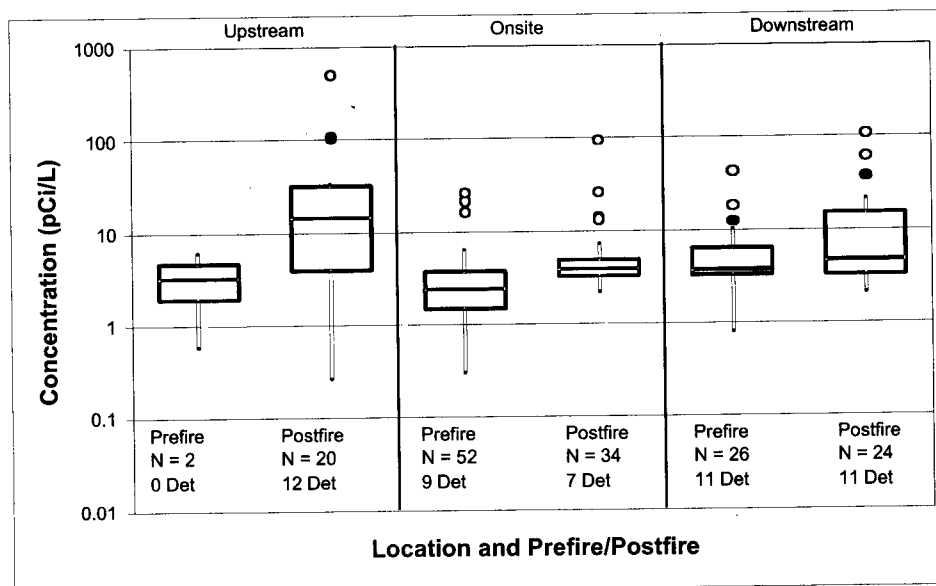 Upstream
Onsite
Downstream
Concentration (pCi/L)
1000
100
10
1
0.1
0.01
Prefire
N = 2
0 Det
Postfire
N = 20
12 Det
Prefire
N = 52
9 Det
Postfire
N = 34
7 Det
Prefire
N = 26
11 Det
Postfire
N = 24
11 Det
Location and Prefire/Postfire